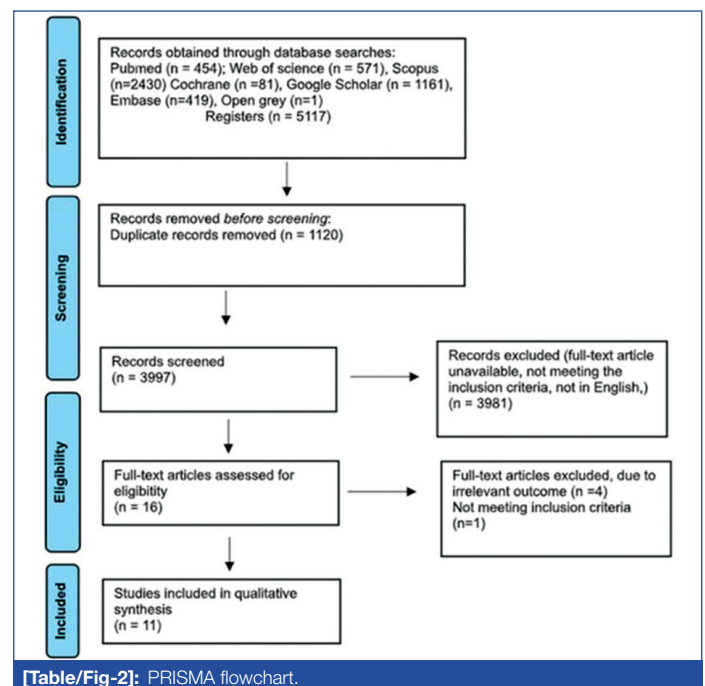 Identification
Records obtained through database searches:
Pubmed (n = 454); Web of science (n = 571), Scopus
(n=2430) Cochrane (n =81), Google Scholar (n = 1161),
Embase (n=419), Open grey (n=1)
Registers (n = 5117)
Screening
Records removed before screening:
Duplicate records removed (n = 1120)
Records screened
(n = 3997)
Records excluded (full-text article
unavailable, not meeting the
inclusion criteria, not in English,)
(n = 3981)
Eligibility
Full-text articles assessed for
eligibitity
(n = 16)
Full-text articles excluded, due to
irrelevant outcome (n =4)
Not meeting inclusion criteria
(n=1)
Included
Studies included in qualitative
synthesis
(n = 11)
[Table/Fig-2]: PRISMA flowchart.